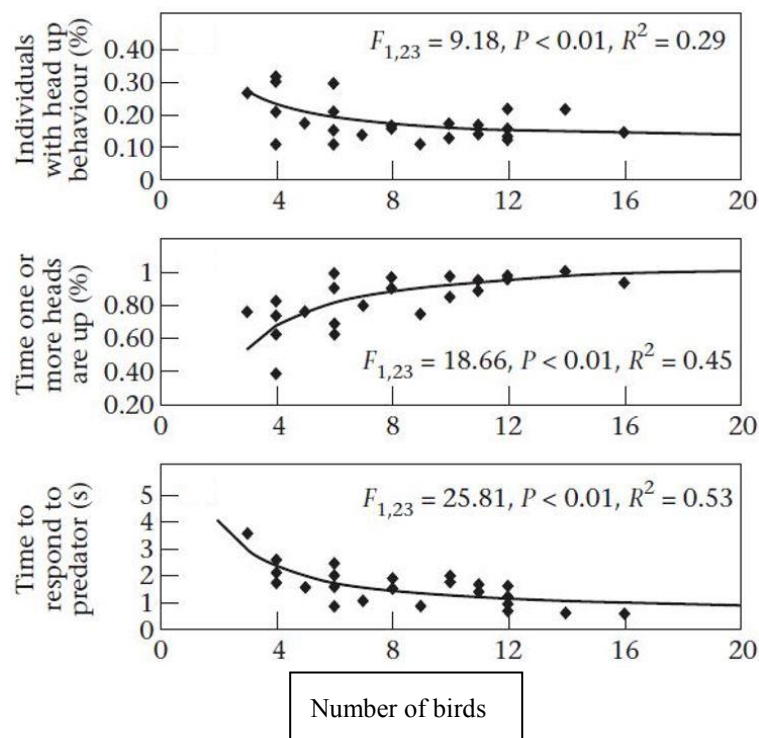 Individuals
with head up
behaviour (%)
0.40
0.30
0.20
0.10
0
F1,23 = 9.18, P < 0.01, R² = 0.29
0 4 8 12 16 20
Time one or
more heads
are up (%)
1
0.80
0.60
0.40
0.20
F1,23 = 18.66, P < 0.01, R² = 0.45
0 4 8 12 16 20
Time to
respond to
predator (s)
5
4
3
2
1
0
F1,23 = 25.81, P < 0.01, R² = 0.53
0 4 8 12 16 20
Number of birds